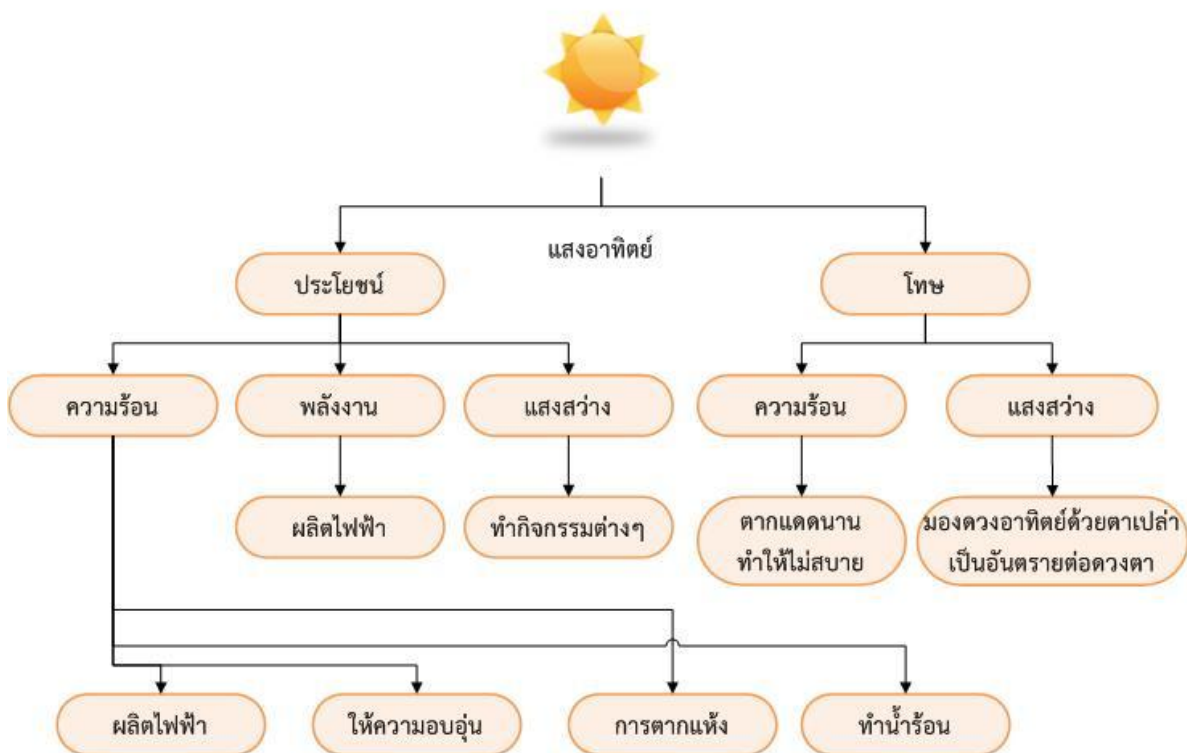 แสงอาทิตย์
ประโยชน์
โทษ
ความร้อน
พลังงาน
แสงสว่าง
ความร้อน
แสงสว่าง
ผลิตไฟฟ้า
ทำกิจกรรมต่างๆ
ตากแดดนาน
ทำให้ไม่สบาย
มองดวงอาทิตย์ด้วยตาเปล่า
เป็นอันตรายต่อดวงตา
ผลิตไฟฟ้า
ให้ความอบอุ่น
การตากแห้ง
ทำน้ำร้อน